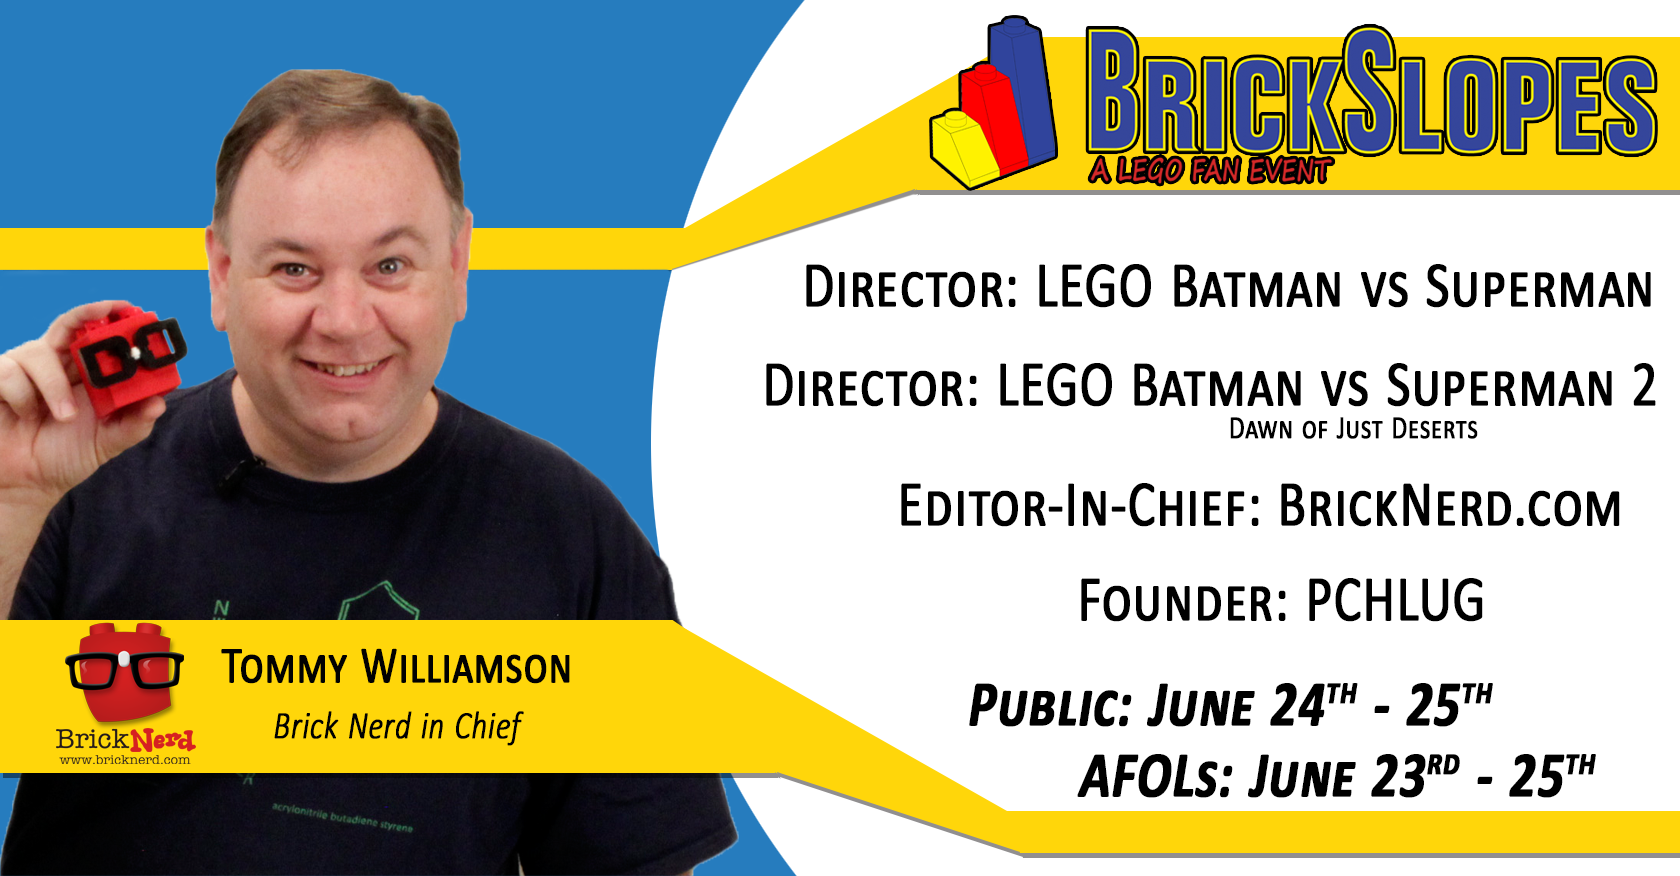 BrickSlopes
A LEGO FAN EVENT
Director: LEGO Batman vs Superman
Director: LEGO Batman vs Superman 2
Dawn of Just Deserts
Editor-In-Chief: BrickNerd.com
Founder: PCHLUG
Public: June 24th - 25th
AFOLs: June 23rd - 25th
Tommy Williamson
Brick Nerd in Chief
BrickNerd
www.bricknerd.com
N
acrylonitrile butadiene styrene